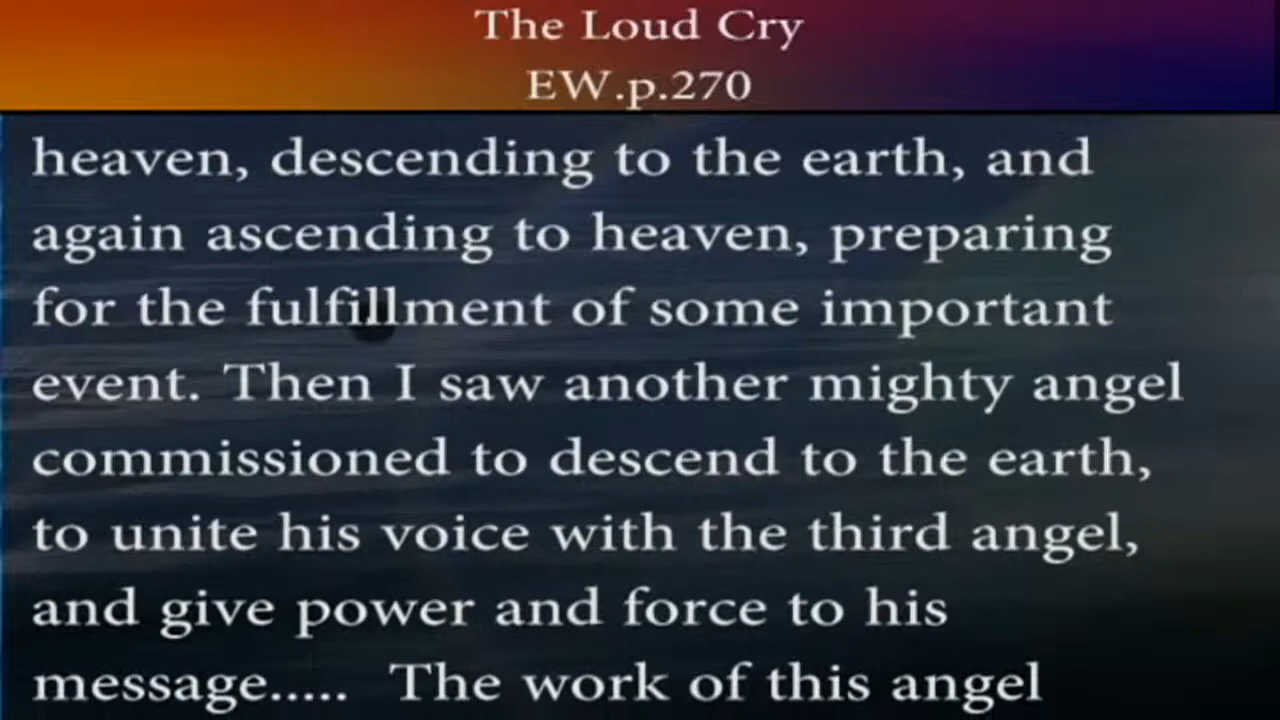 The Loud Cry
EW.p.270
heaven, descending to the earth, and
again ascending to heaven, preparing
for the fulfillment of some important
event. Then I saw another mighty angel
commissioned to descend to the earth,
to unite his voice with the third angel,
and give power and force to his
message..... The work of this angel